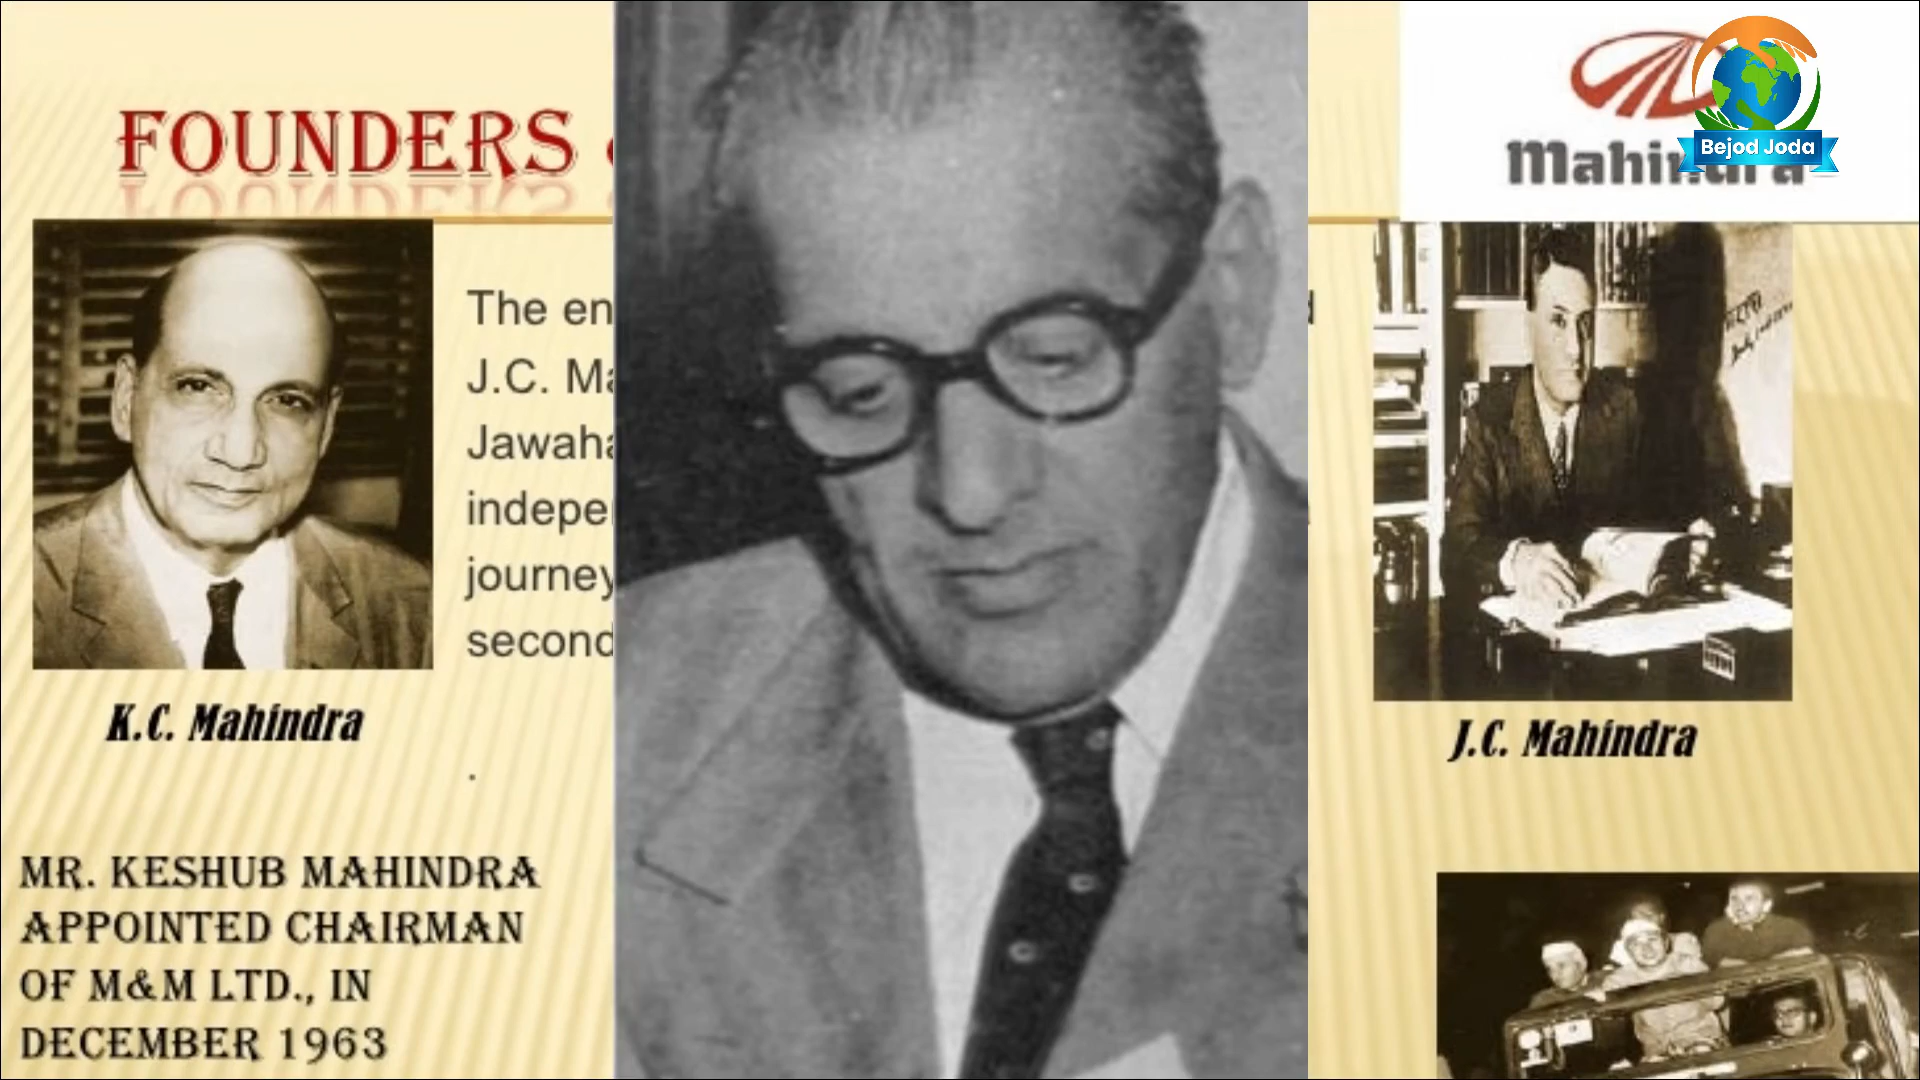 FOUNDERS
Mahindra
Bejod Joda
The en
J.C. Ma
Jawaha
indepe
journey
second
K.C. Mahindra
J.C. Mahindra
.
MR. KESHUB MAHINDRA
APPOINTED CHAIRMAN
OF M&M LTD., IN
DECEMBER 1963